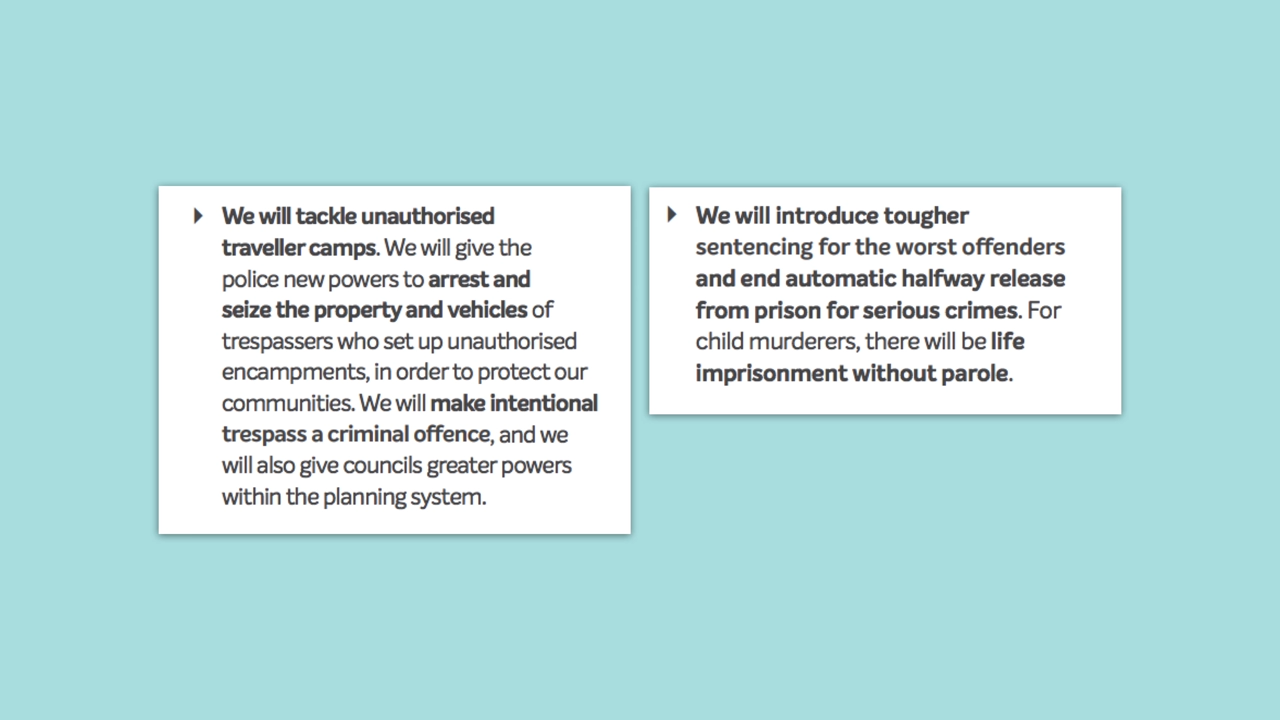 We will tackle unauthorised
traveller camps. We will give the
police new powers to arrest and
seize the property and vehicles of
trespassers who set up unauthorised
encampments, in order to protect our
communities. We will make intentional
trespass a criminal offence, and we
will also give councils greater powers
within the planning system.
We will introduce tougher
sentencing for the worst offenders
and end automatic halfway release
from prison for serious crimes. For
child murderers, there will be life
imprisonment without parole.